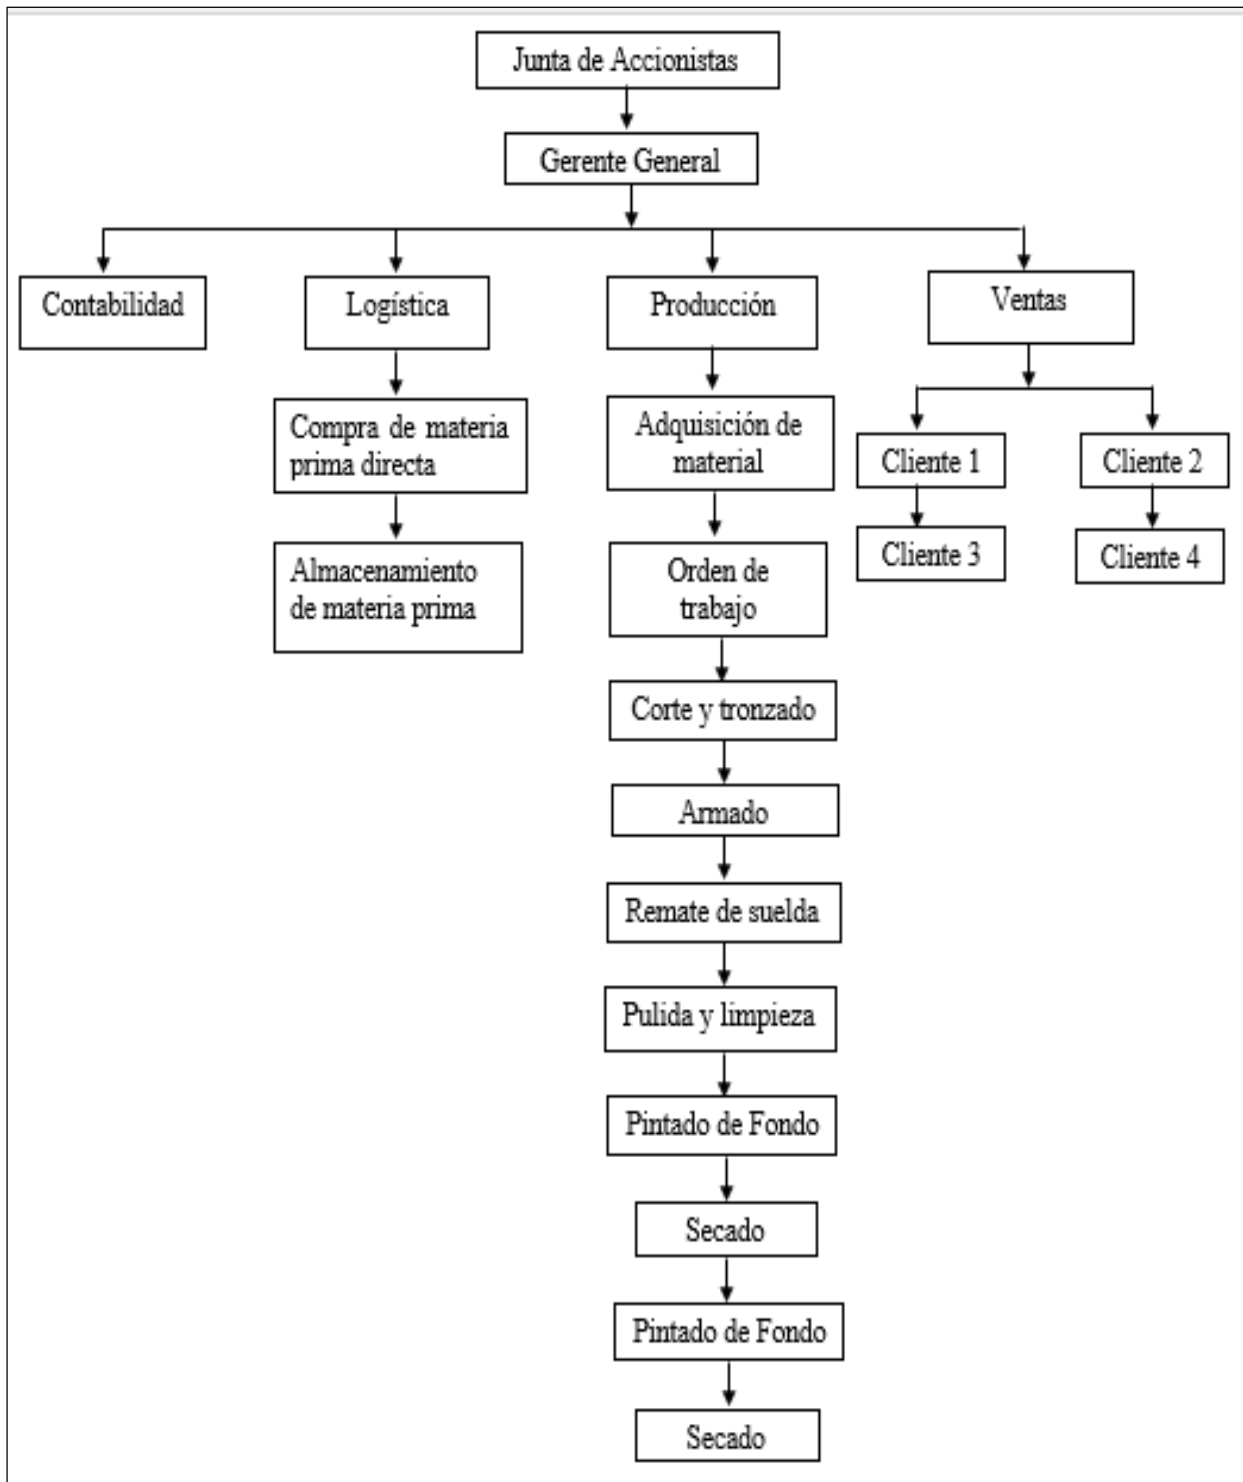 Junta de Accionistas
Gerente General
Contabilidad
Logística
Producción
Ventas
Compra de materia
prima directa
Adquisición de
material
Cliente 1
Cliente 2
Almacenamiento
de materia prima
Orden de
trabajo
Cliente 3
Cliente 4
Corte y tronzado
Armado
Remate de suelda
Pulida y limpieza
Pintado de Fondo
Secado
Pintado de Fondo
Secado